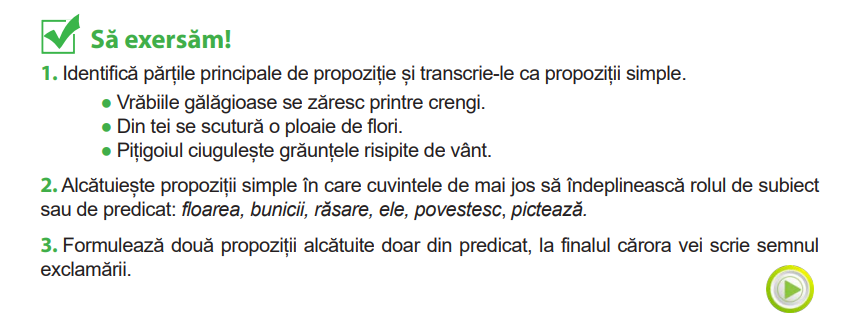 Să exersăm!
1. Identifică părțile principale de propoziție și transcrie-le ca propoziții simple.
● Vrăbiile gălăgioase se zăresc printre crengi.
● Din tei se scutură o ploaie de flori.
● Pițigoiul ciugulește grăunțele risipite de vânt.
2. Alcătuiește propoziții simple în care cuvintele de mai jos să îndeplinească rolul de subiect
sau de predicat: floarea, bunicii, răsare, ele, povestesc, pictează.
3. Formulează două propoziții alcătuite doar din predicat, la finalul cărora vei scrie semnul
exclamării.